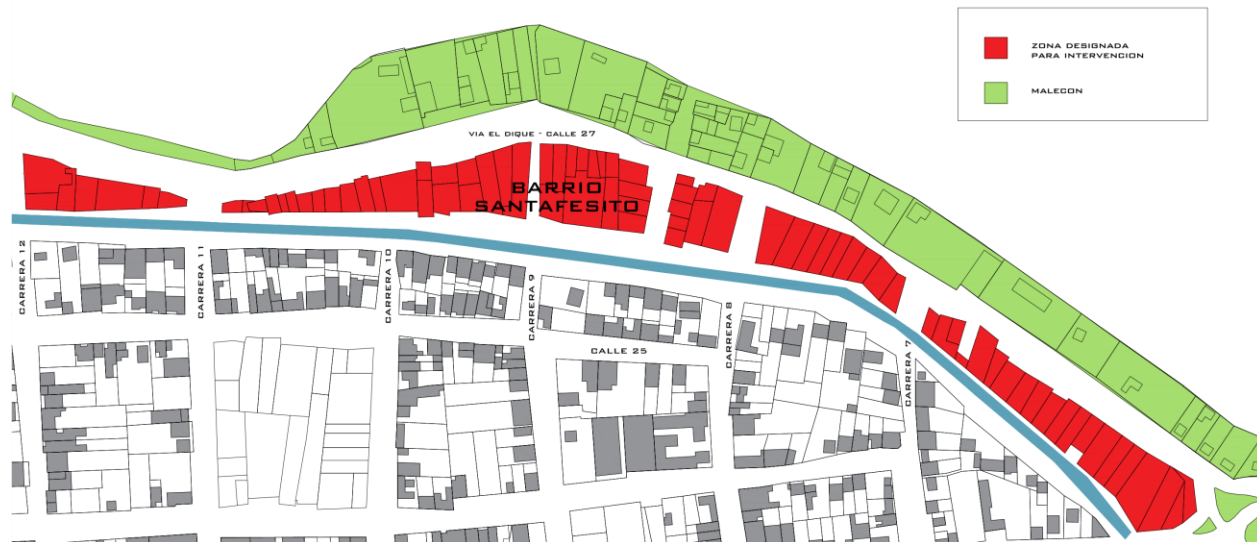 ZONA DESIGNADA
PARA INTERVENCION
MALECON
VIA EL DIQUE - CALLE 27
BARRIO
SANTAFESITO
CARRERA 12
CARRERA 11
CARRERA 10
CARRERA 9
CARRERA 8
CARRERA 7
CALLE 25